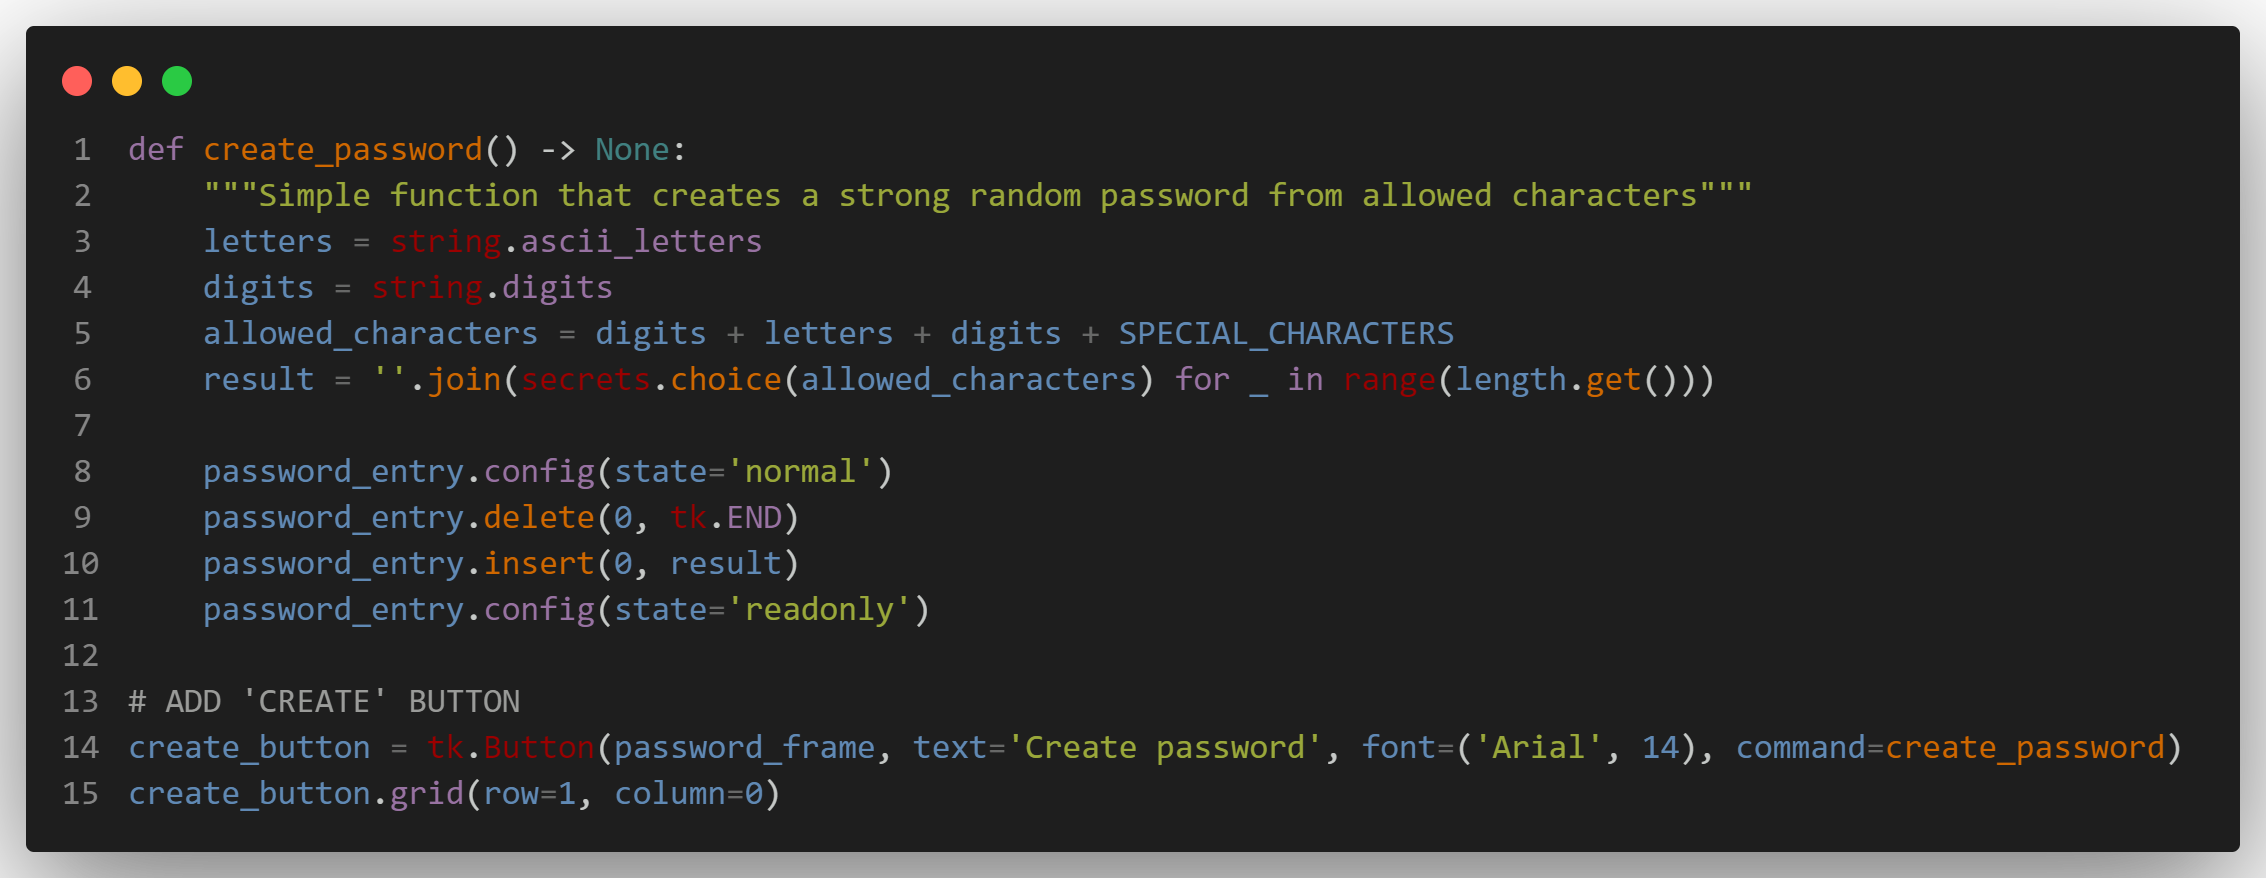 1 def create_password() -> None:
2     """Simple function that creates a strong random password from allowed characters"""
3     letters = string.ascii_letters
4     digits = string.digits
5     allowed_characters = digits + letters + digits + SPECIAL_CHARACTERS
6     result = ''.join(secrets.choice(allowed_characters) for _ in range(length.get()))
7
8     password_entry.config(state='normal')
9     password_entry.delete(0, tk.END)
10     password_entry.insert(0, result)
11     password_entry.config(state='readonly')
12
13 # ADD 'CREATE' BUTTON
14 create_button = tk.Button(password_frame, text='Create password', font=('Arial', 14), command=create_password)
15 create_button.grid(row=1, column=0)